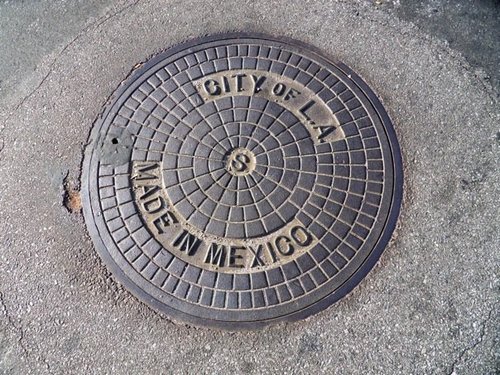 CITY OF L.A.
S
MADE IN MEXICO